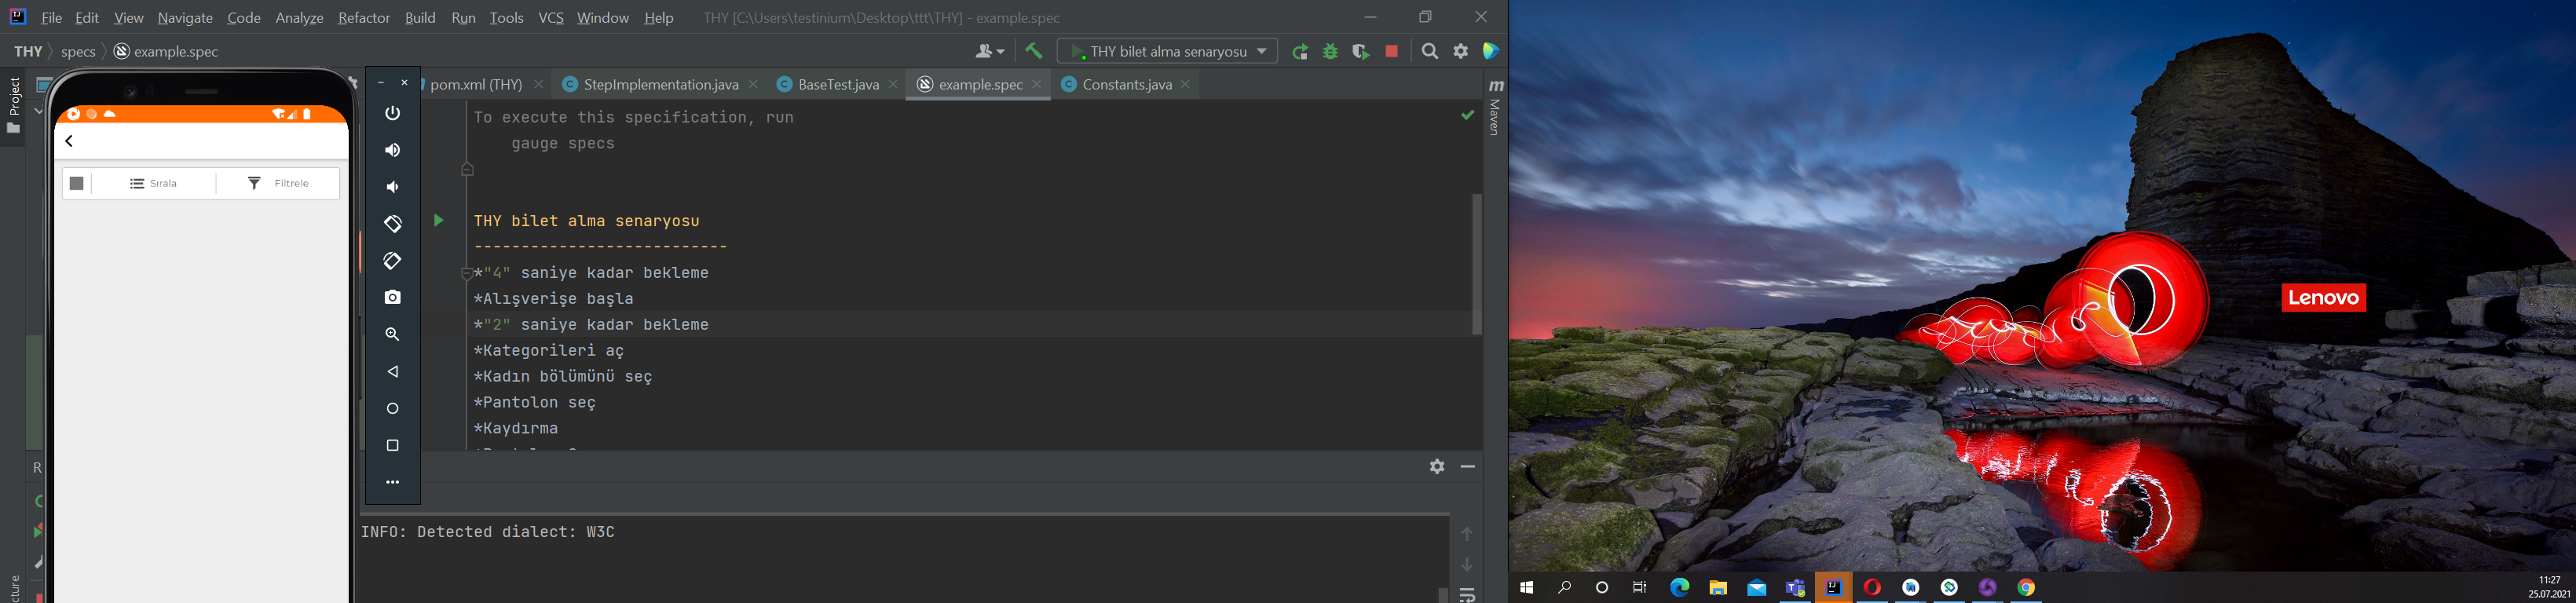 File Edit View Navigate Code Analyze Refactor Build Run Tools VCS Window Help THY [C:\Users\testinium\Desktop\ttt\THY] - example.spec
THY specs example.spec
THY bilet alma senaryosu
Project
pom.xml (THY) StepImplementation.java BaseTest.java example.spec Constants.java
Maven
Sırala Filtrele
To execute this specification, run
gauge specs
THY bilet alma senaryosu
----------------------------
*"4" saniye kadar bekleme
*Alışverişe başla
*"2" saniye kadar bekleme
*Kategorileri aç
*Kadın bölümünü seç
*Pantolon seç
*Kaydırma
INFO: Detected dialect: W3C
Lenovo
11:27
25.07.2021